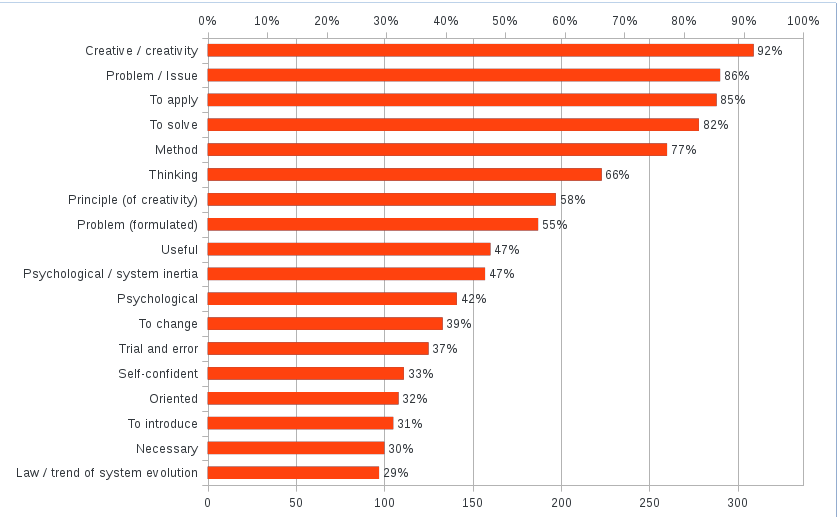 0% 10% 20% 30% 40% 50% 60% 70% 80% 90% 100%
Creative / creativity 92%
Problem / Issue 86%
To apply 85%
To solve 82%
Method 77%
Thinking 66%
Principle (of creativity) 58%
Problem (formulated) 55%
Useful 47%
Psychological / system inertia 47%
Psychological 42%
To change 39%
Trial and error 37%
Self-confident 33%
Oriented 32%
To introduce 31%
Necessary 30%
Law / trend of system evolution 29%
0 50 100 150 200 250 300